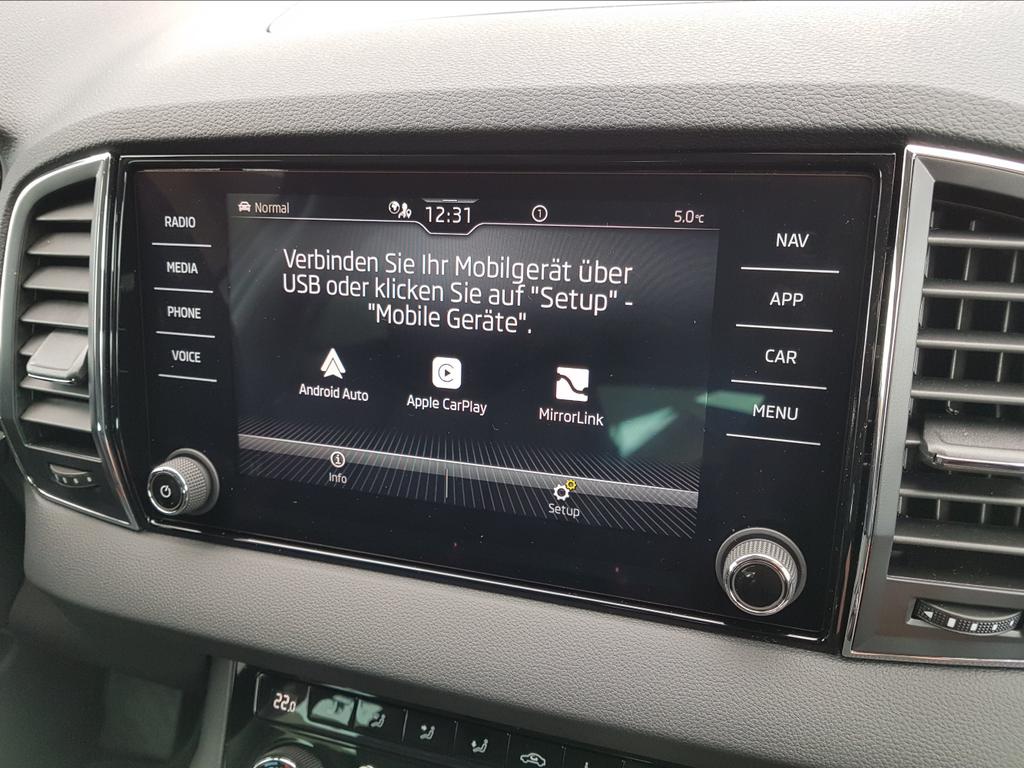 RADIO
MEDIA
PHONE
VOICE
Normal
12:31
1
5.0°C
Verbinden Sie Ihr Mobilgerät über
USB oder klicken Sie auf "Setup" -
"Mobile Geräte".
Android Auto
Apple CarPlay
MirrorLink
Info
Setup
NAV
APP
CAR
MENU
22.0